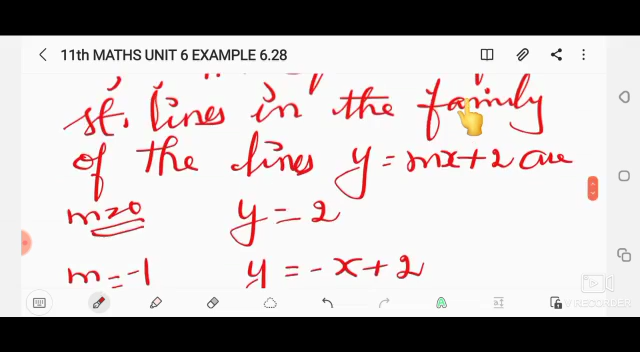 11th MATHS UNIT 6 EXAMPLE 6.28
st. lines in the family
of the lines y = mx+2 are
m=0 y = 2
m = -1 y = -x+2
RECORDER